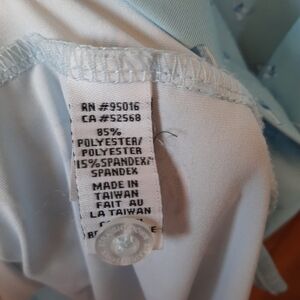 RN #95016
CA #52568
85%
POLYESTER/
POLYESTER
15%SPANDEX/
SPANDEX
MADE IN
TAIWAN
FAIT AU
LA TAIWAN